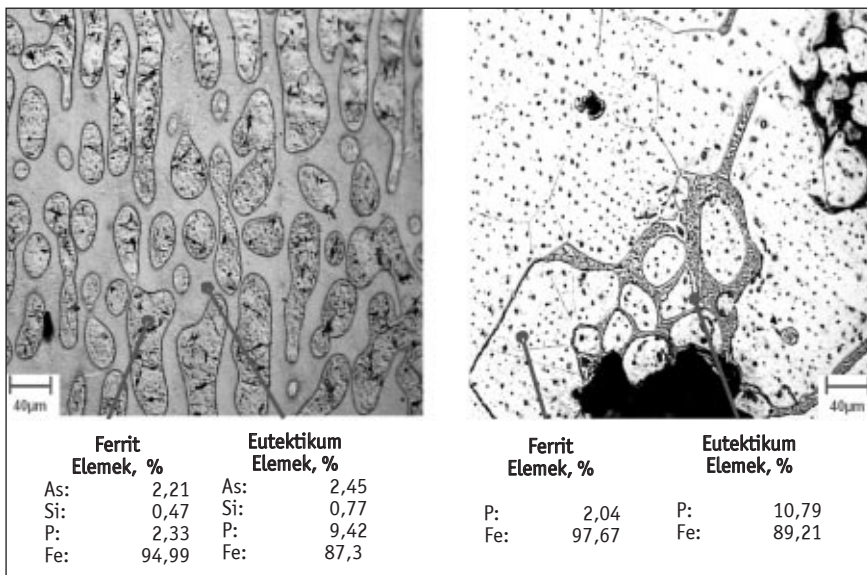 40μm
40μm
Ferrit
Elemek, %
As: 2,21
Si: 0,47
P: 2,33
Fe: 94,99
Eutektikum
Elemek, %
As: 2,45
Si: 0,77
P: 9,42
Fe: 87,3
Ferrit
Elemek, %
P: 2,04
Fe: 97,67
Eutektikum
Elemek, %
P: 10,79
Fe: 89,21